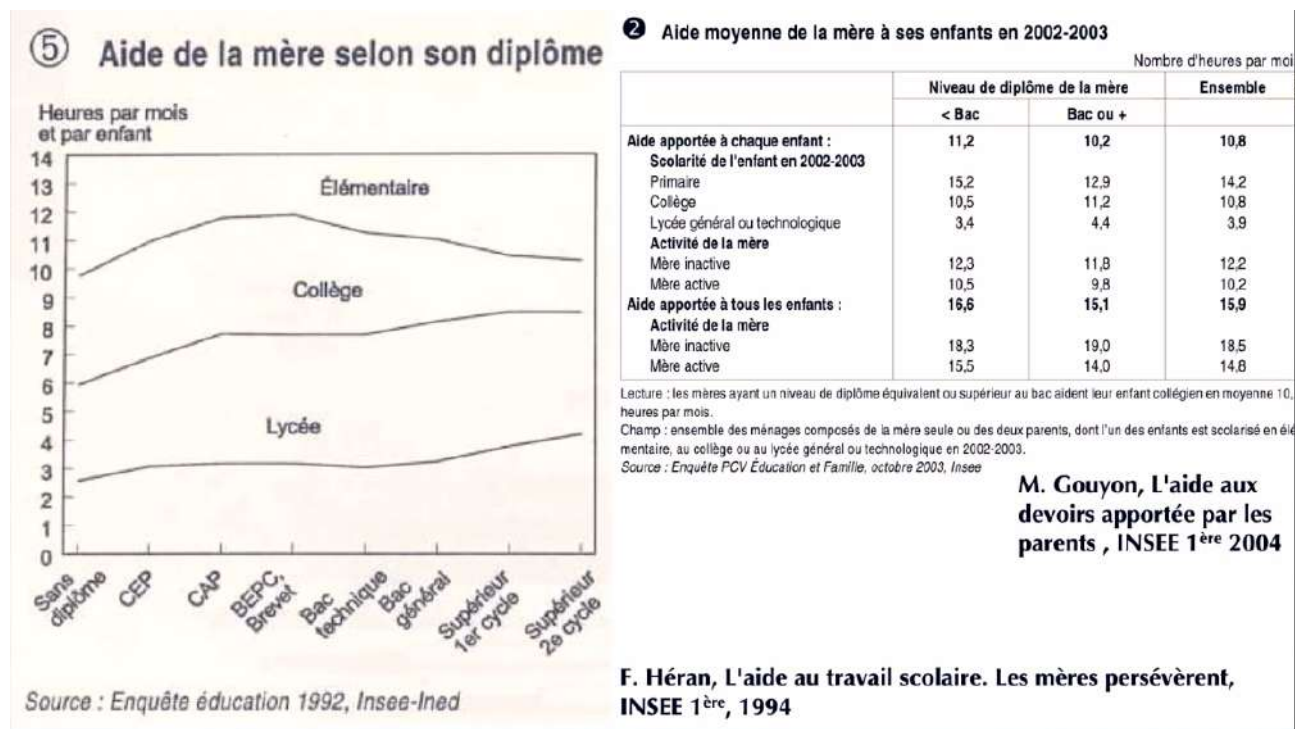 ⑤ Aide de la mère selon son diplôme
Heures par mois
et par enfant
14
13
12
11
10
9
8
7
6
5
4
3
2
1
0
Élémentaire
Collège
Lycée
Sans diplôme
CEP
CAP
BEPC, Brevet
Bac technique
Bac général
Supérieur 1er cycle
Supérieur 2e cycle
Source : Enquête éducation 1992, Insee-Ined
❷ Aide moyenne de la mère à ses enfants en 2002-2003
Nombre d'heures par moi
Niveau de diplôme de la mère Ensemble
< Bac Bac ou +
Aide apportée à chaque enfant : 11,2 10,2 10,8
Scolarité de l'enfant en 2002-2003
Primaire 15,2 12,9 14,2
Collège 10,5 11,2 10,8
Lycée général ou technologique 3,4 4,4 3,9
Activité de la mère
Mère inactive 12,3 11,8 12,2
Mère active 10,5 9,8 10,2
Aide apportée à tous les enfants : 16,6 15,1 15,9
Activité de la mère
Mère inactive 18,3 19,0 18,5
Mère active 15,5 14,0 14,8
Lecture : les mères ayant un niveau de diplôme équivalent ou supérieur au bac aident leur enfant collégien en moyenne 10,
heures par mois.
Champ : ensemble des ménages composés de la mère seule ou des deux parents, dont l'un des enfants est scolarisé en élé
mentaire, au collège ou au lycée général ou technologique en 2002-2003.
Source : Enquête PCV Éducation et Famille, octobre 2003, Insee
M. Gouyon, L'aide aux
devoirs apportée par les
parents , INSEE 1ère 2004
F. Héran, L'aide au travail scolaire. Les mères persévèrent,
INSEE 1ère, 1994